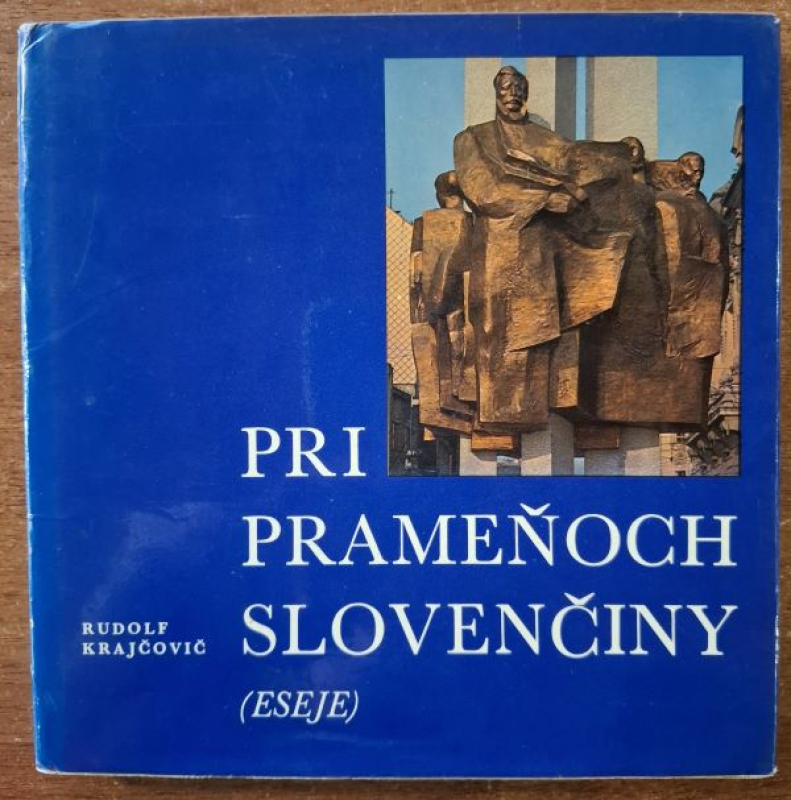 PRI
PRAMEŇOCH
SLOVENČINY
(ESEJE)
RUDOLF
KRAJČOVIČ